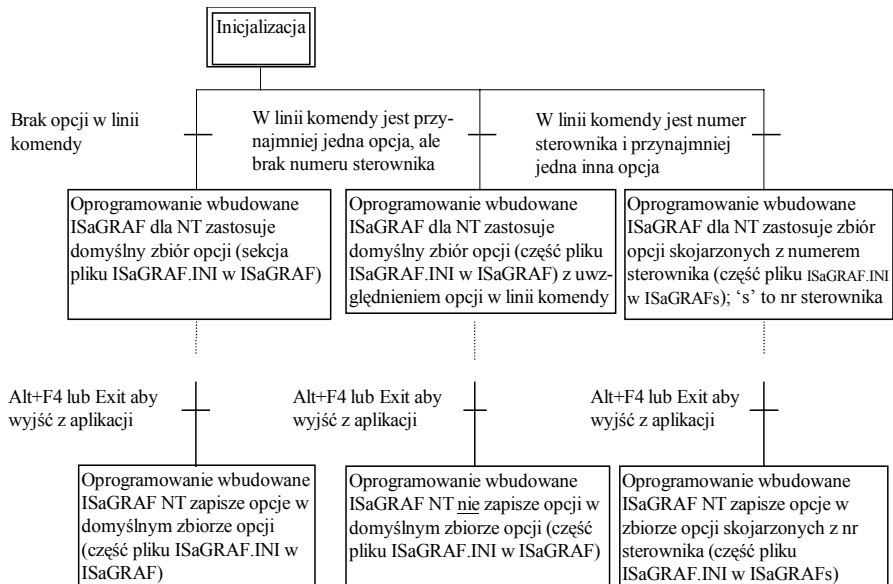 Inicjalizacja
Brak opcji w linii
komendy
W linii komendy jest przy-
najmniej jedna opcja, ale
brak numeru sterownika
W linii komendy jest numer
sterownika i przynajmniej
jedna inna opcja
Oprogramowanie wbudowane
ISaGRAF dla NT zastosuje
domyślny zbiór opcji (sekcja
pliku ISaGRAF.INI w ISaGRAF)
Oprogramowanie wbudowane
ISaGRAF dla NT zastosuje
domyślny zbiór opcji (część
pliku ISaGRAF.INI w ISaGRAF) z uwz-
ględnieniem opcji w linii komendy
Oprogramowanie wbudowane
ISaGRAF dla NT zastosuje zbiór
opcji skojarzonych z numerem
sterownika (część pliku ISaGRAF.INI
w ISaGRAFs); ‘s’ to nr sterownika
Alt+F4 lub Exit aby
wyjść z aplikacji
Alt+F4 lub Exit aby
wyjść z aplikacji
Alt+F4 lub Exit aby
wyjść z aplikacji
Oprogramowanie wbudowane
ISaGRAF NT zapisze opcje w
domyślnym zbiorze opcji
(część pliku ISaGRAF.INI w
ISaGRAF)
Oprogramowanie wbudowane
ISaGRAF NT nie zapisze opcji w
domyślnym zbiorze opcji (część
pliku ISaGRAF.INI w ISaGRAF)
Oprogramowanie wbudowane
ISaGRAF NT zapisze opcje w
zbiorze opcji skojarzonych z nr
sterownika (część pliku
ISaGRAF.INI w ISaGRAFs)